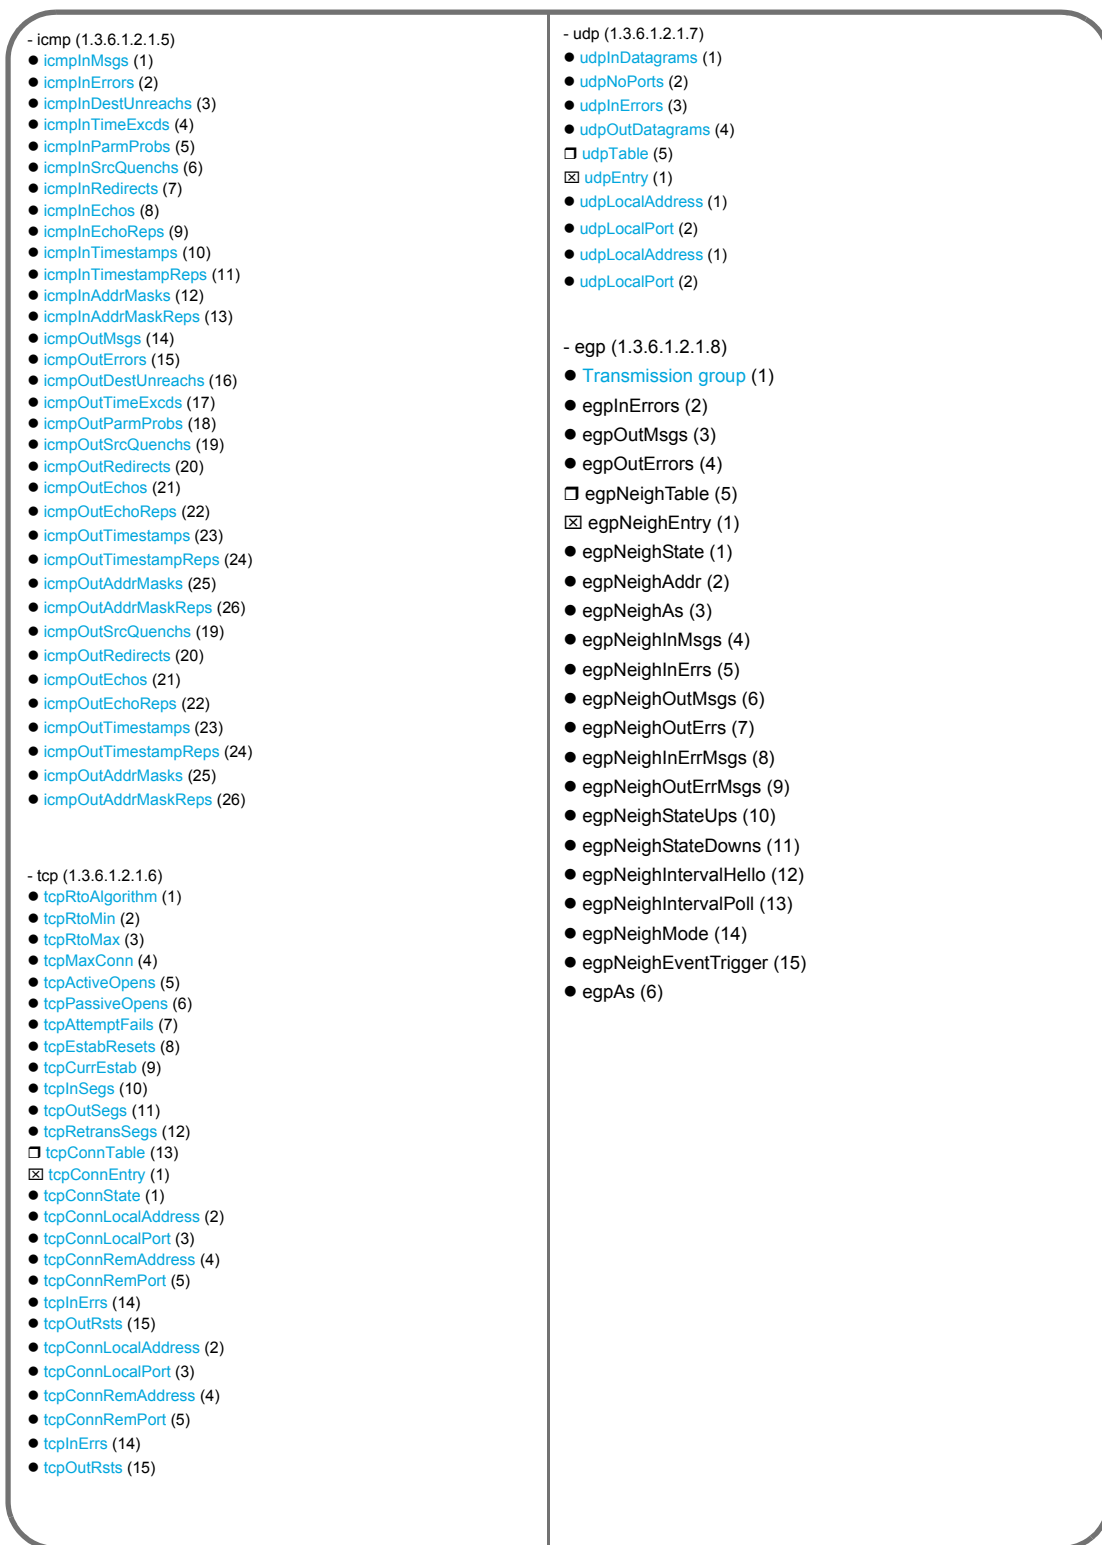 - icmp (1.3.6.1.2.1.5)
● icmpInMsgs (1)
● icmpInErrors (2)
● icmpInDestUnreachs (3)
● icmpInTimeExcds (4)
● icmpInParmProbs (5)
● icmpInSrcQuenchs (6)
● icmpInRedirects (7)
● icmpInEchos (8)
● icmpInEchoReps (9)
● icmpInTimestamps (10)
● icmpInTimestampReps (11)
● icmpInAddrMasks (12)
● icmpInAddrMaskReps (13)
● icmpOutMsgs (14)
● icmpOutErrors (15)
● icmpOutDestUnreachs (16)
● icmpOutTimeExcds (17)
● icmpOutParmProbs (18)
● icmpOutSrcQuenchs (19)
● icmpOutRedirects (20)
● icmpOutEchos (21)
● icmpOutEchoReps (22)
● icmpOutTimestamps (23)
● icmpOutTimestampReps (24)
● icmpOutAddrMasks (25)
● icmpOutAddrMaskReps (26)
● icmpOutSrcQuenchs (19)
● icmpOutRedirects (20)
● icmpOutEchos (21)
● icmpOutEchoReps (22)
● icmpOutTimestamps (23)
● icmpOutTimestampReps (24)
● icmpOutAddrMasks (25)
● icmpOutAddrMaskReps (26)
- tcp (1.3.6.1.2.1.6)
● tcpRtoAlgorithm (1)
● tcpRtoMin (2)
● tcpRtoMax (3)
● tcpMaxConn (4)
● tcpActiveOpens (5)
● tcpPassiveOpens (6)
● tcpAttemptFails (7)
● tcpEstabResets (8)
● tcpCurrEstab (9)
● tcpInSegs (10)
● tcpOutSegs (11)
● tcpRetransSegs (12)
❒ tcpConnTable (13)
☒ tcpConnEntry (1)
● tcpConnState (1)
● tcpConnLocalAddress (2)
● tcpConnLocalPort (3)
● tcpConnRemAddress (4)
● tcpConnRemPort (5)
● tcpInErrs (14)
● tcpOutRsts (15)
● tcpConnLocalAddress (2)
● tcpConnLocalPort (3)
● tcpConnRemAddress (4)
● tcpConnRemPort (5)
● tcpInErrs (14)
● tcpOutRsts (15)
- udp (1.3.6.1.2.1.7)
● udpInDatagrams (1)
● udpNoPorts (2)
● udpInErrors (3)
● udpOutDatagrams (4)
❒ udpTable (5)
☒ udpEntry (1)
● udpLocalAddress (1)
● udpLocalPort (2)
● udpLocalAddress (1)
● udpLocalPort (2)
- egp (1.3.6.1.2.1.8)
● Transmission group (1)
● egpInErrors (2)
● egpOutMsgs (3)
● egpOutErrors (4)
❒ egpNeighTable (5)
☒ egpNeighEntry (1)
● egpNeighState (1)
● egpNeighAddr (2)
● egpNeighAs (3)
● egpNeighInMsgs (4)
● egpNeighInErrs (5)
● egpNeighOutMsgs (6)
● egpNeighOutErrs (7)
● egpNeighInErrMsgs (8)
● egpNeighOutErrMsgs (9)
● egpNeighStateUps (10)
● egpNeighStateDowns (11)
● egpNeighIntervalHello (12)
● egpNeighIntervalPoll (13)
● egpNeighMode (14)
● egpNeighEventTrigger (15)
● egpAs (6)